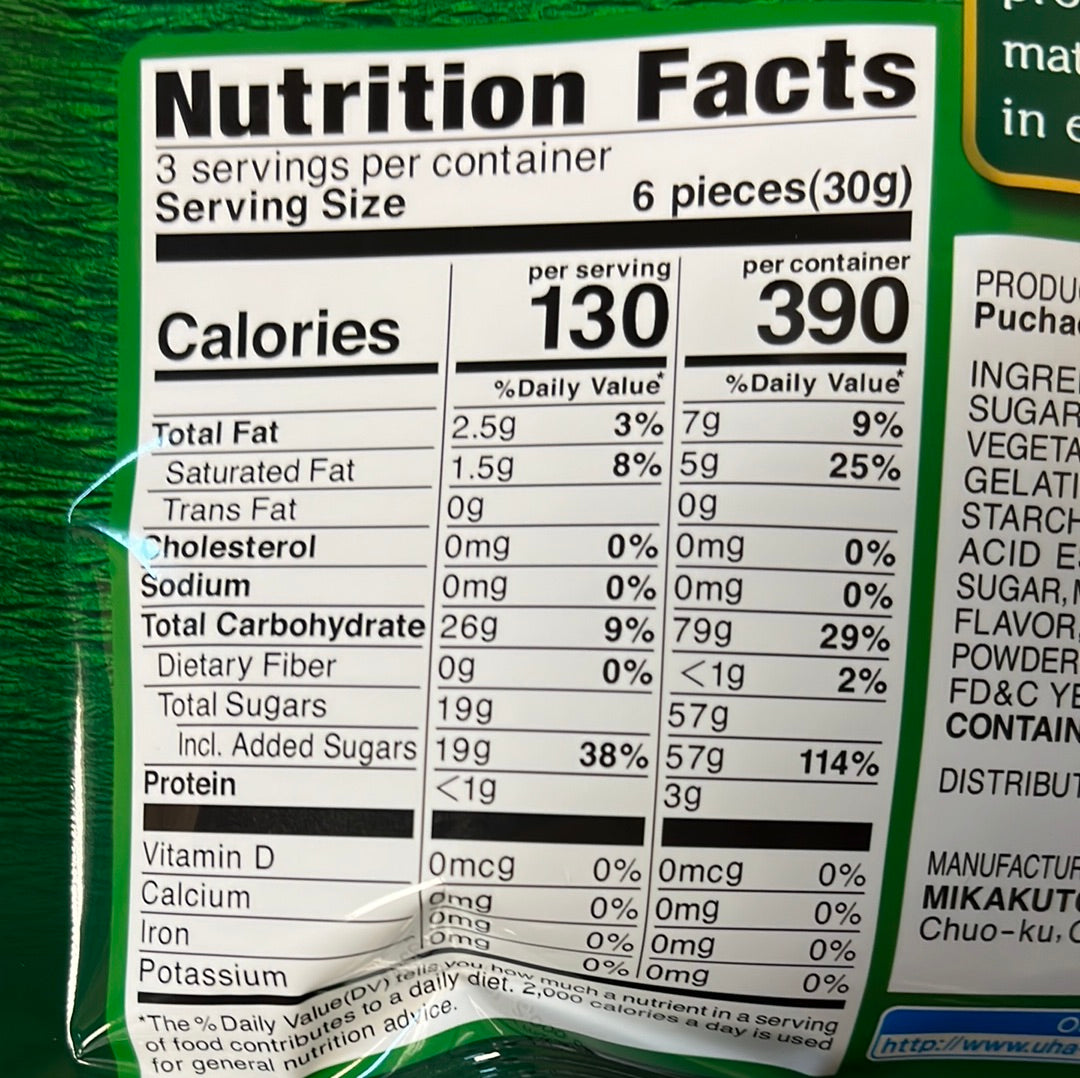 Nutrition Facts
3 servings per container
Serving Size 6 pieces(30g)
per serving per container
Calories 130 390
%Daily Value* %Daily Value*
Total Fat 2.5g 3% 7g 9%
Saturated Fat 1.5g 8% 5g 25%
Trans Fat 0g 0g
Cholesterol 0mg 0% 0mg 0%
Sodium 0mg 0% 0mg 0%
Total Carbohydrate 26g 9% 79g 29%
Dietary Fiber 0g 0% <1g 2%
Total Sugars 19g 57g
Incl. Added Sugars 19g 38% 57g 114%
Protein <1g 3g
Vitamin D 0mcg 0% 0mcg 0%
Calcium 0mg 0% 0mg 0%
Iron 0mg 0% 0mg 0%
Potassium 0mg 0% 0mg 0%
*The % Daily Value(DV) tells you how much a nutrient in a serving
of food contributes to a daily diet. 2,000 calories a day is used
for general nutrition advice.
mat
in e
PRODU
Pucha
INGRE
SUGAR
VEGETA
GELATI
STARCH
ACID E
SUGAR,
FLAVOR
POWDER
FD&C YE
CONTAIN
DISTRIBUT
MANUFACTUR
MIKAKUT
Chuo-ku,
http://www.uha